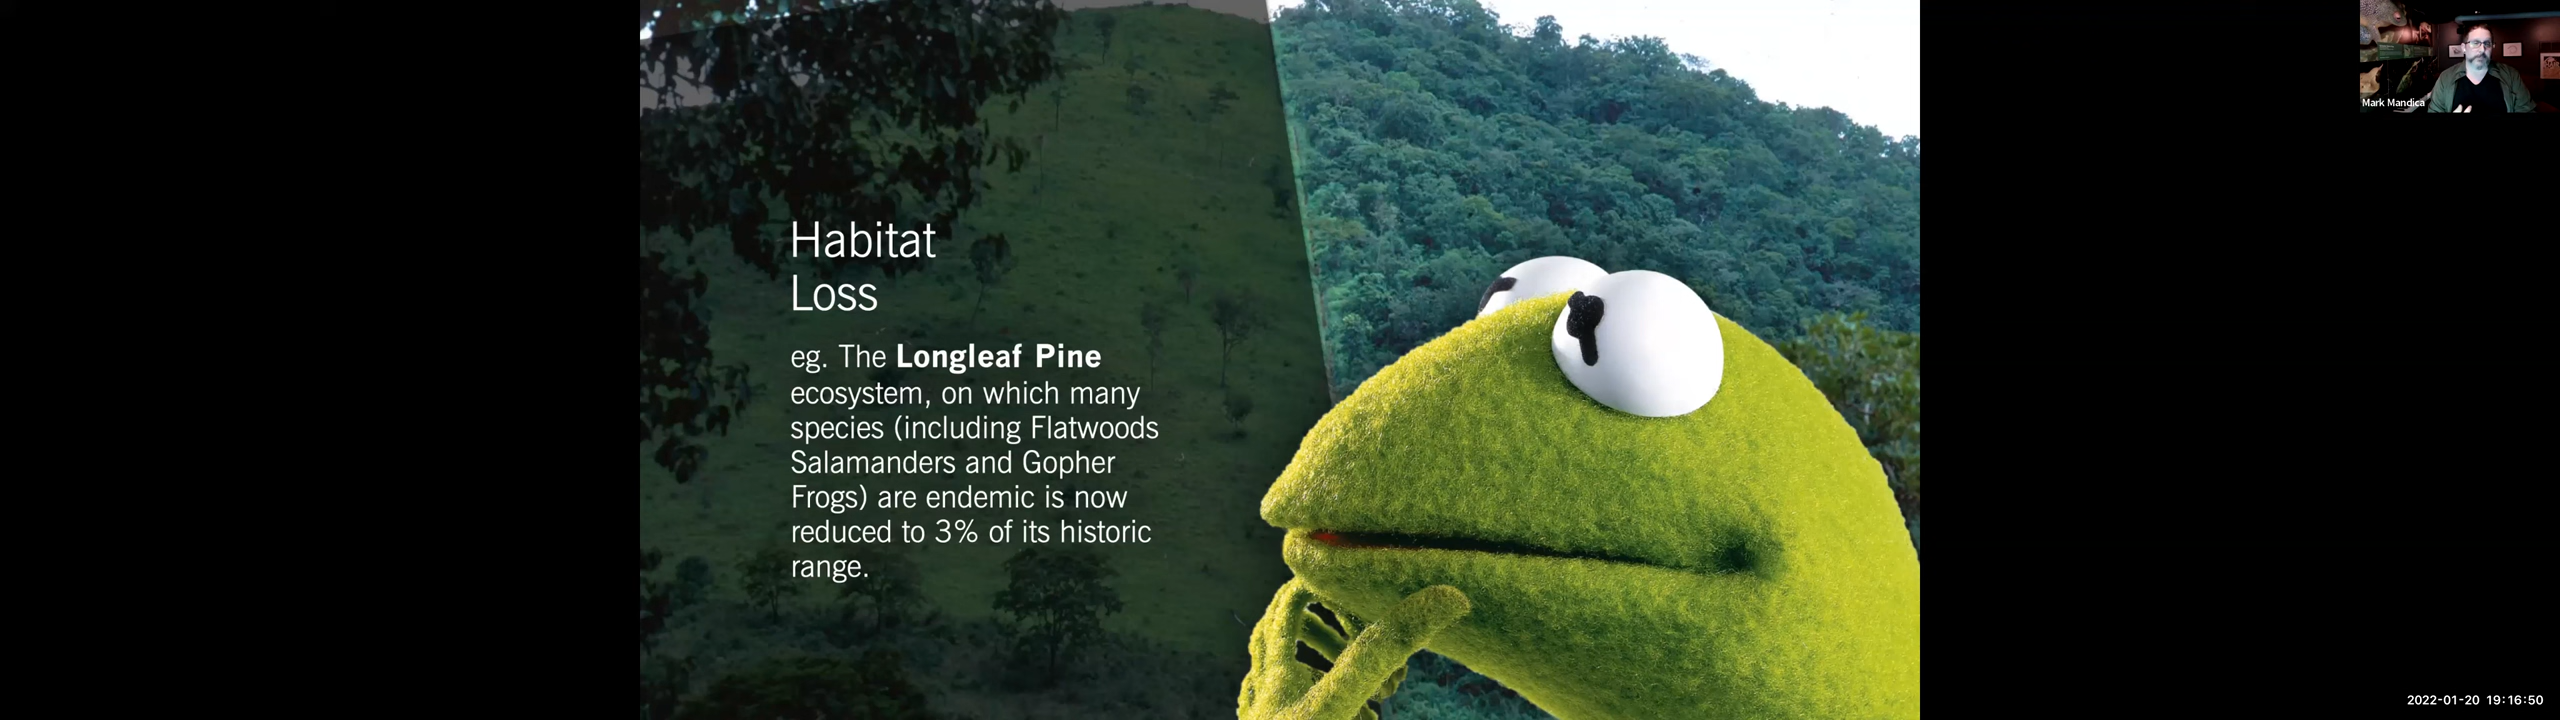 Mark Mandica
Habitat
Loss
eg. The Longleaf Pine
ecosystem, on which many
species (including Flatwoods
Salamanders and Gopher
Frogs) are endemic is now
reduced to 3% of its historic
range.
2022-01-20 19:16:50